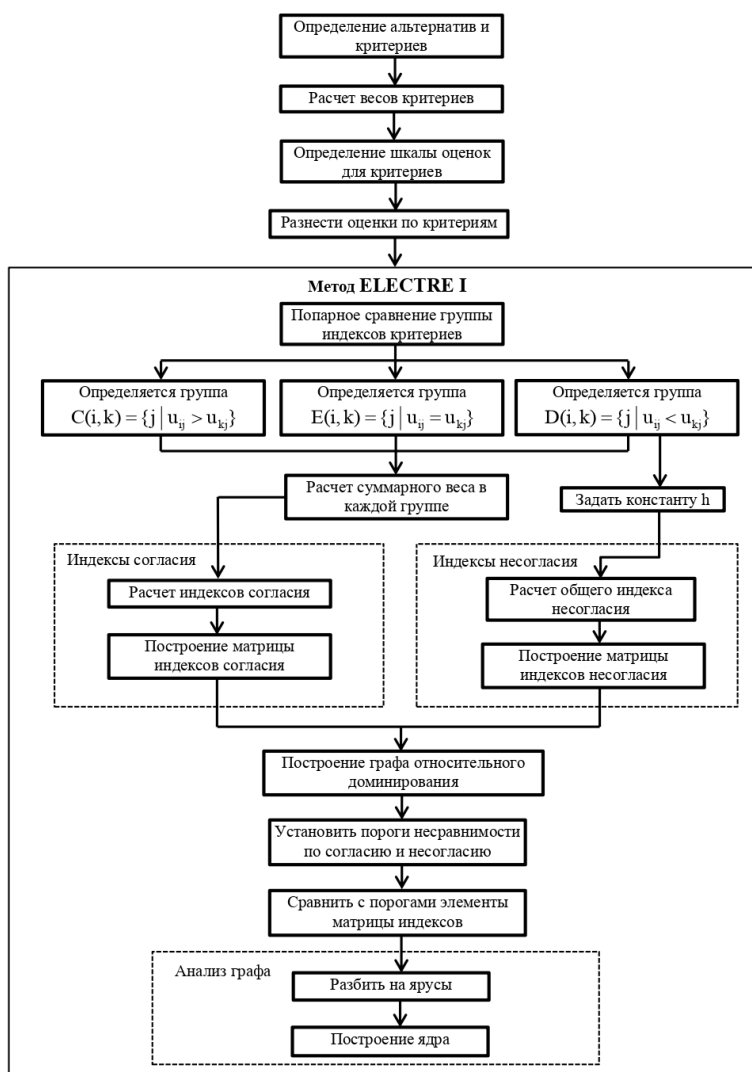 Определение альтернатив и
критериев
Расчет весов критериев
Определение шкалы оценок
для критериев
Разнести оценки по критериям
Метод ELECTRE I
Попарное сравнение группы
индексов критериев
Определяется группа
C(i,k) = {j | u_ij > u_kj}
Определяется группа
E(i,k) = {j | u_ij = u_kj}
Определяется группа
D(i,k) = {j | u_ij < u_kj}
Расчет суммарного веса в
каждой группе
Задать константу h
Индексы согласия
Расчет индексов согласия
Построение матрицы
индексов согласия
Индексы несогласия
Расчет общего индекса
несогласия
Построение матрицы
индексов несогласия
Построение графа относительного
доминирования
Установить пороги несравнимости
по согласию и несогласию
Сравнить с порогами элементы
матрицы индексов
Анализ графа
Разбить на ярусы
Построение ядра